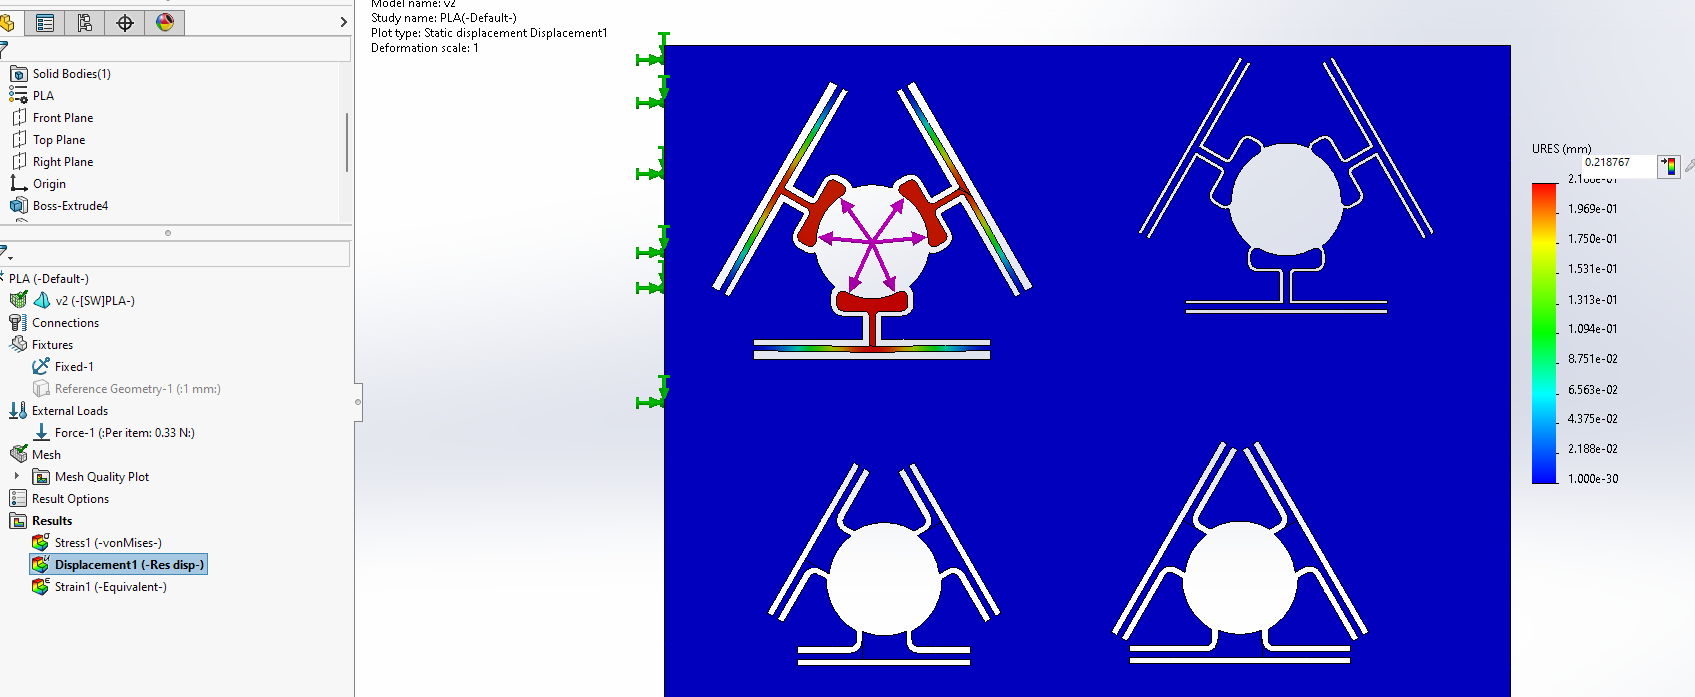 Model name: v2
Study name: PLA(-Default-)
Plot type: Static displacement Displacement1
Deformation scale: 1
Solid Bodies(1)
PLA
Front Plane
Top Plane
Right Plane
Origin
Boss-Extrude4
PLA (-Default-)
v2 (-[SW]PLA-)
Connections
Fixtures
Fixed-1
Reference Geometry-1 (:1 mm:)
External Loads
Force-1 (:Per item: 0.33 N:)
Mesh
Mesh Quality Plot
Result Options
Results
Stress1 (-vonMises-)
Displacement1 (-Res disp-)
Strain1 (-Equivalent-)
URES (mm)
0.218767
2.188e-01
1.969e-01
1.750e-01
1.531e-01
1.313e-01
1.094e-01
8.751e-02
6.563e-02
4.375e-02
2.188e-02
1.000e-30